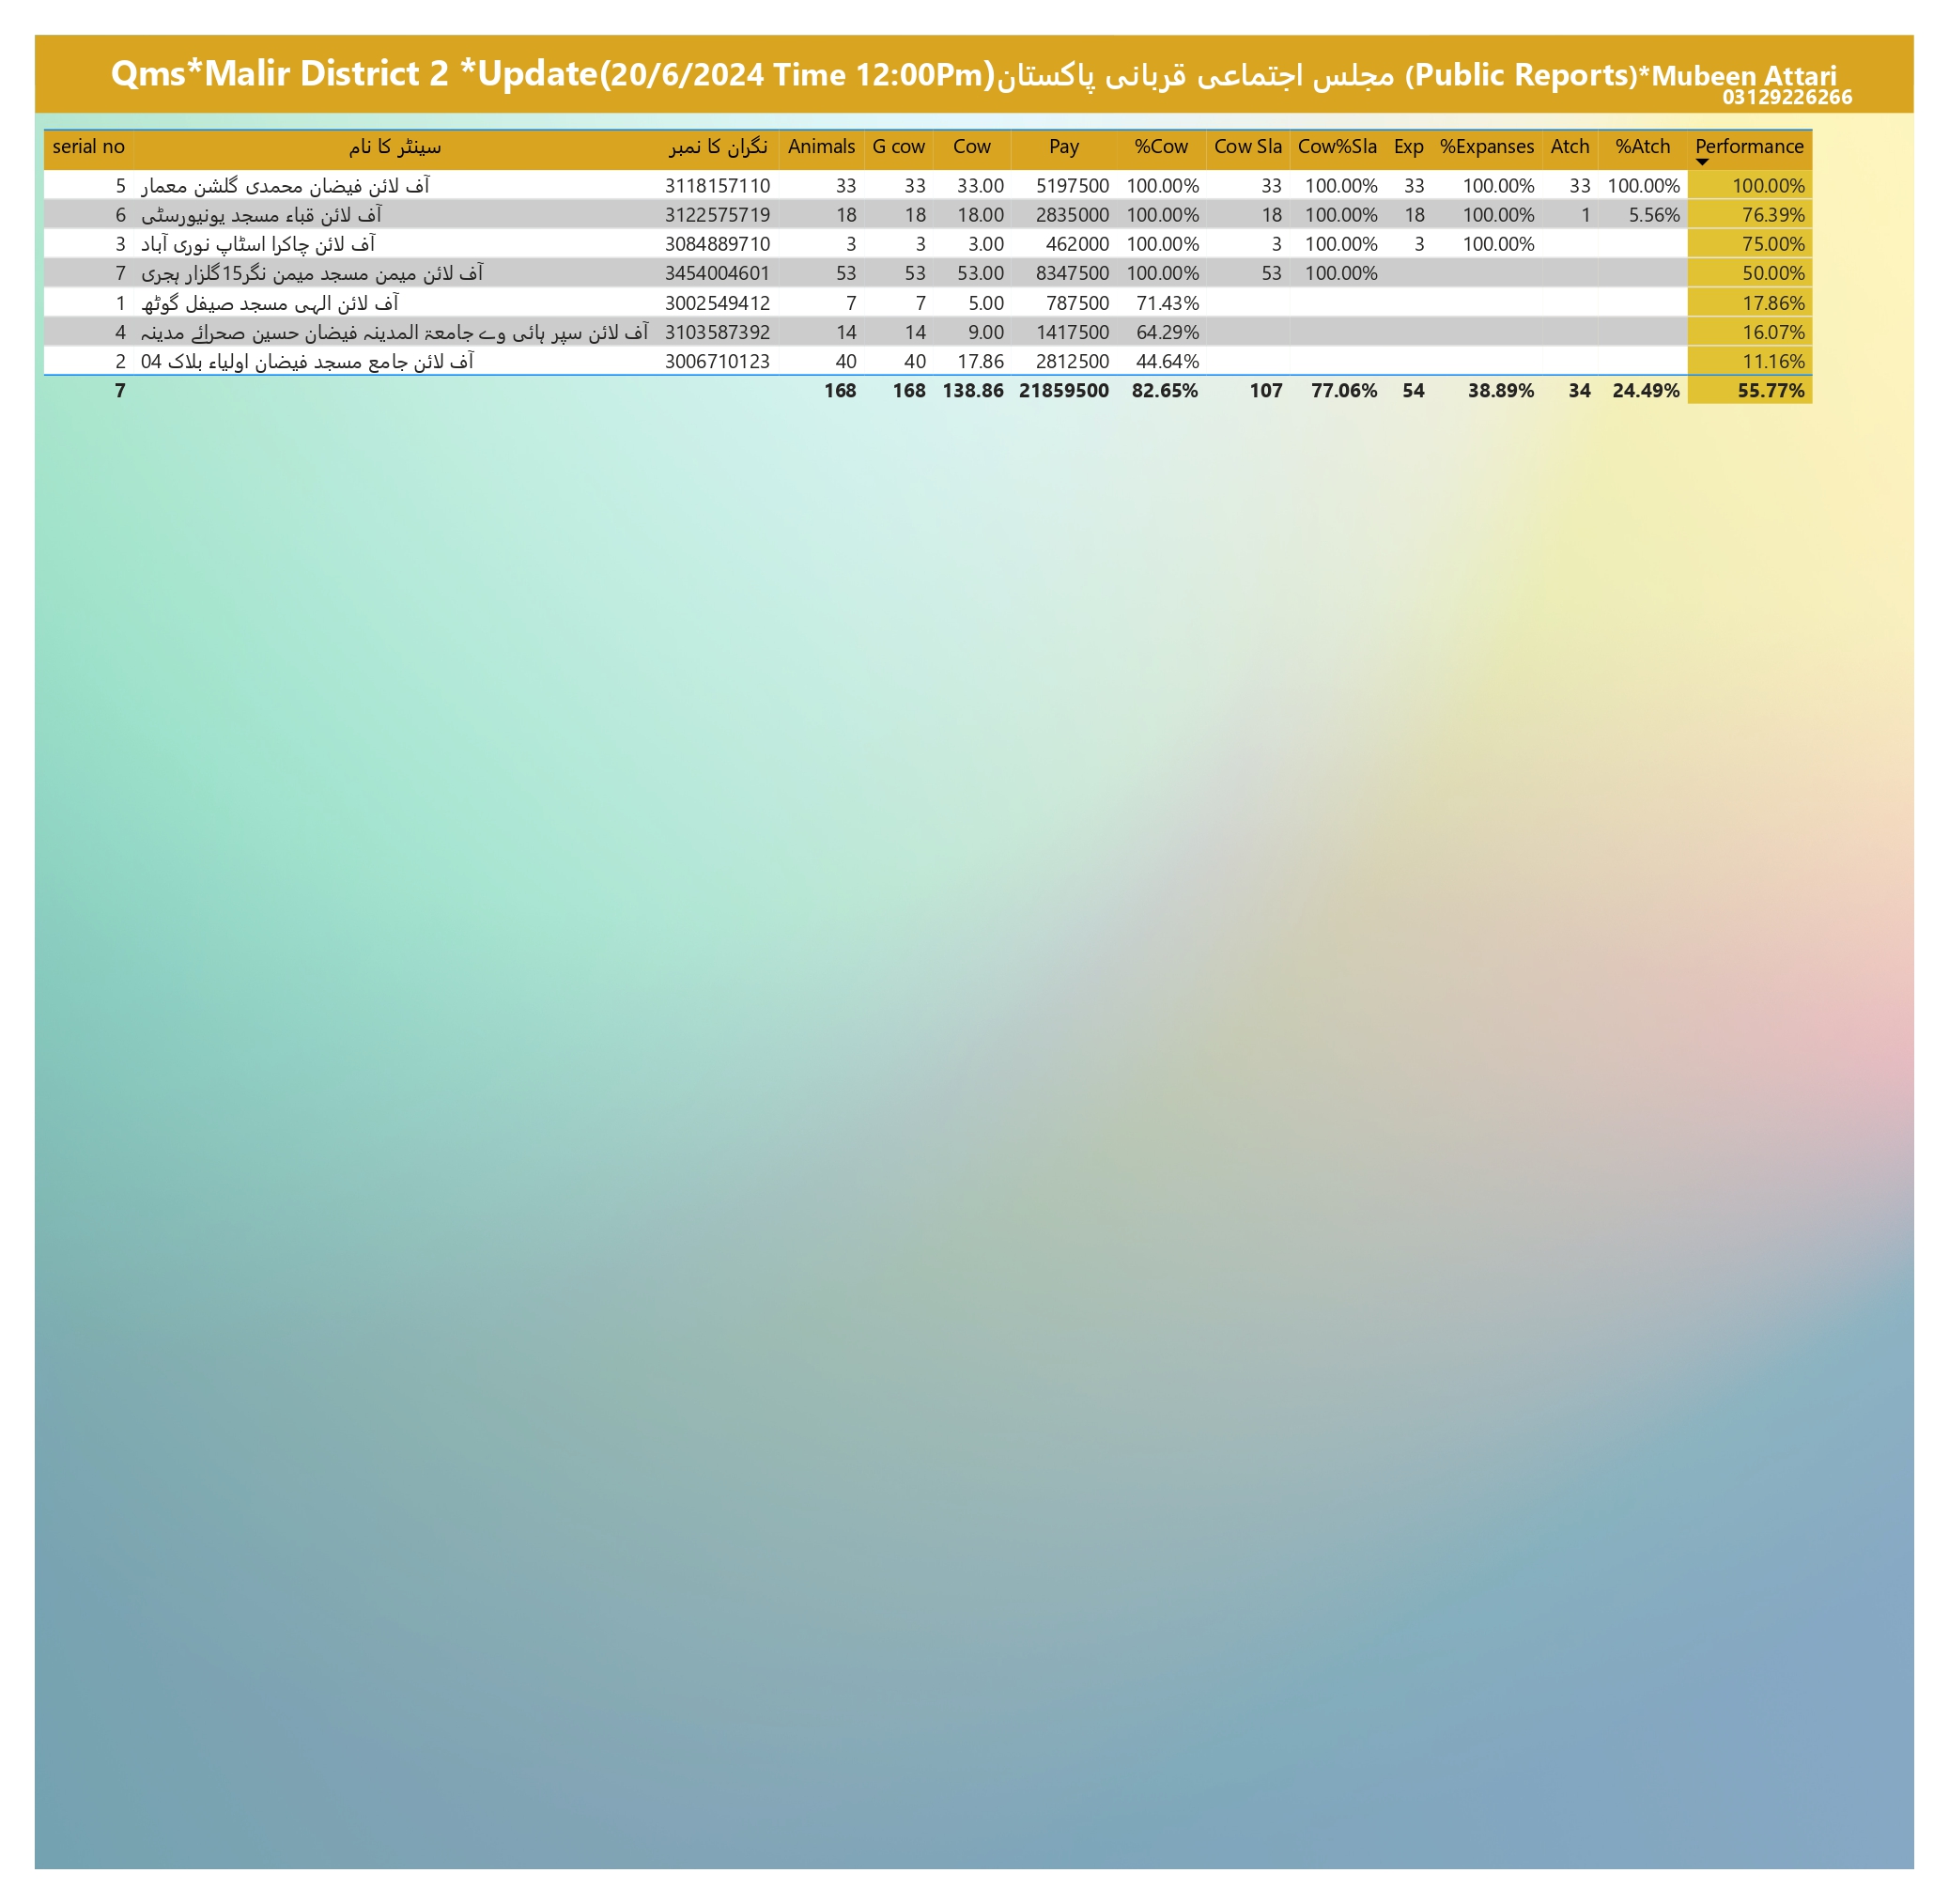 Qms*Malir District 2 *Update(20/6/2024 Time 12:00Pm)مجلس اجتماعی قربانی پاکستان (Public Reports)*Mubeen Attari
03129226266
serial no سینٹر کا نام نگران کا نمبر Animals G cow Cow Pay %Cow Cow Sla Cow%Sla Exp %Expanses Atch %Atch Performance
5 آف لائن فیضان محمدی گلشن معمار 3118157110 33 33 33.00 5197500 100.00% 33 100.00% 33 100.00% 33 100.00% 100.00%
6 آف لائن قباء مسجد یونیورسٹی 3122575719 18 18 18.00 2835000 100.00% 18 100.00% 18 100.00% 1 5.56% 76.39%
3 آف لائن چاکرا اسٹاپ نوری آباد 3084889710 3 3 3.00 462000 100.00% 3 100.00% 3 100.00% 75.00%
7 آف لائن میمن مسجد میمن نگر15گلزار ہجری 3454004601 53 53 53.00 8347500 100.00% 53 100.00% 50.00%
1 آف لائن الہی مسجد صیفل گوٹھ 3002549412 7 7 5.00 787500 71.43% 17.86%
4 آف لائن سپر ہائی وے جامعۃ المدینہ فیضان حسین صحرائے مدینہ 3103587392 14 14 9.00 1417500 64.29% 16.07%
2 آف لائن جامع مسجد فیضان اولیاء بلاک 04 3006710123 40 40 17.86 2812500 44.64% 11.16%
7 168 168 138.86 21859500 82.65% 107 77.06% 54 38.89% 34 24.49% 55.77%